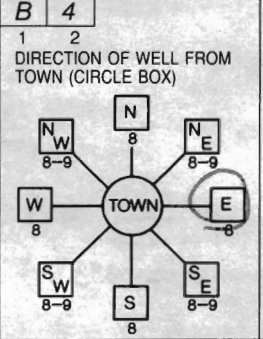 B 4
1 2
DIRECTION OF WELL FROM
TOWN (CIRCLE BOX)
N
8
NW
8-9
NE
8-9
W
8
TOWN
E
8
SW
8-9
SE
8-9
S
8